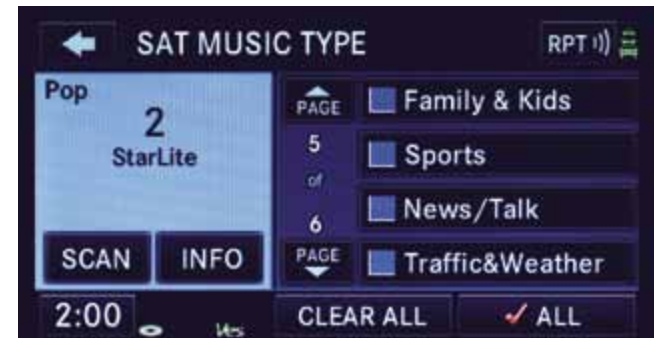 SAT MUSIC TYPE
RPT
Pop
2
StarLite
SCAN
INFO
PAGE
5
of
6
PAGE
Family & Kids
Sports
News/Talk
Traffic&Weather
2:00
Yes
CLEAR ALL
ALL